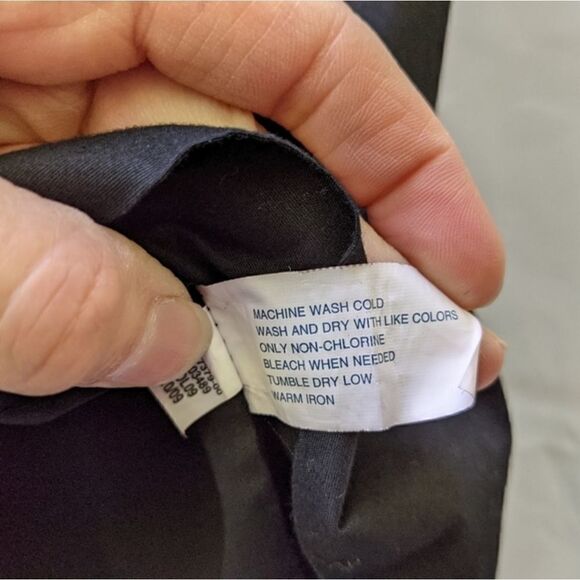 MACHINE WASH COLD
WASH AND DRY WITH LIKE COLORS
ONLY NON-CHLORINE
BLEACH WHEN NEEDED
TUMBLE DRY LOW
WARM IRON
03489